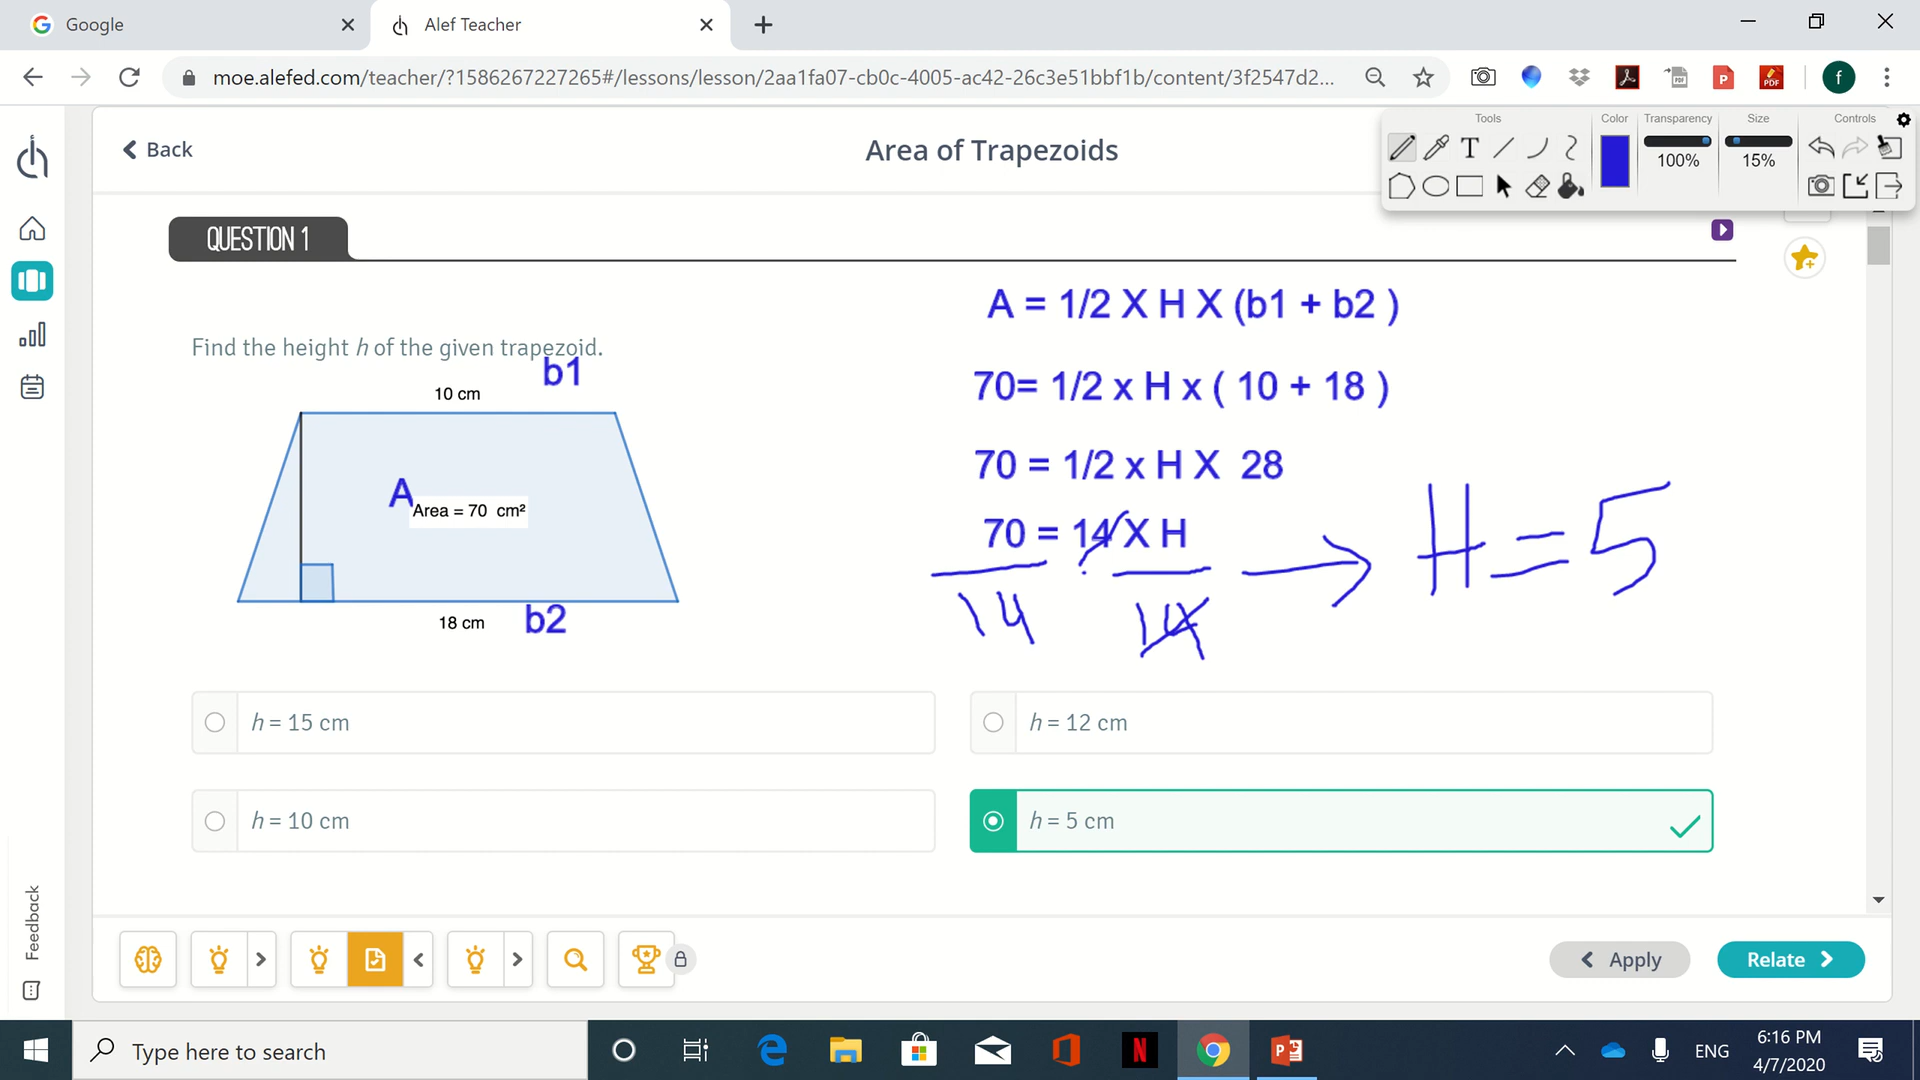 Google
Alef Teacher
moe.alefed.com/teacher/?1586267227265#/lessons/lesson/2aa1fa07-cb0c-4005-ac42-26c3e51bbf1b/content/3f2547d2...
f
Back
Area of Trapezoids
Tools
Color
Transparency
Size
Controls
100%
15%
QUESTION 1
Find the height h of the given trapezoid.
b1
10 cm
A
Area = 70 cm²
18 cm
b2
A = 1/2 X H X (b1 + b2 )
70= 1/2 x H x ( 10 + 18 )
70 = 1/2 x H X 28
70 = 14 X H
14 14
H = 5
h = 15 cm
h = 12 cm
h = 10 cm
h = 5 cm
Feedback
Apply
Relate
Type here to search
ENG
6:16 PM
4/7/2020